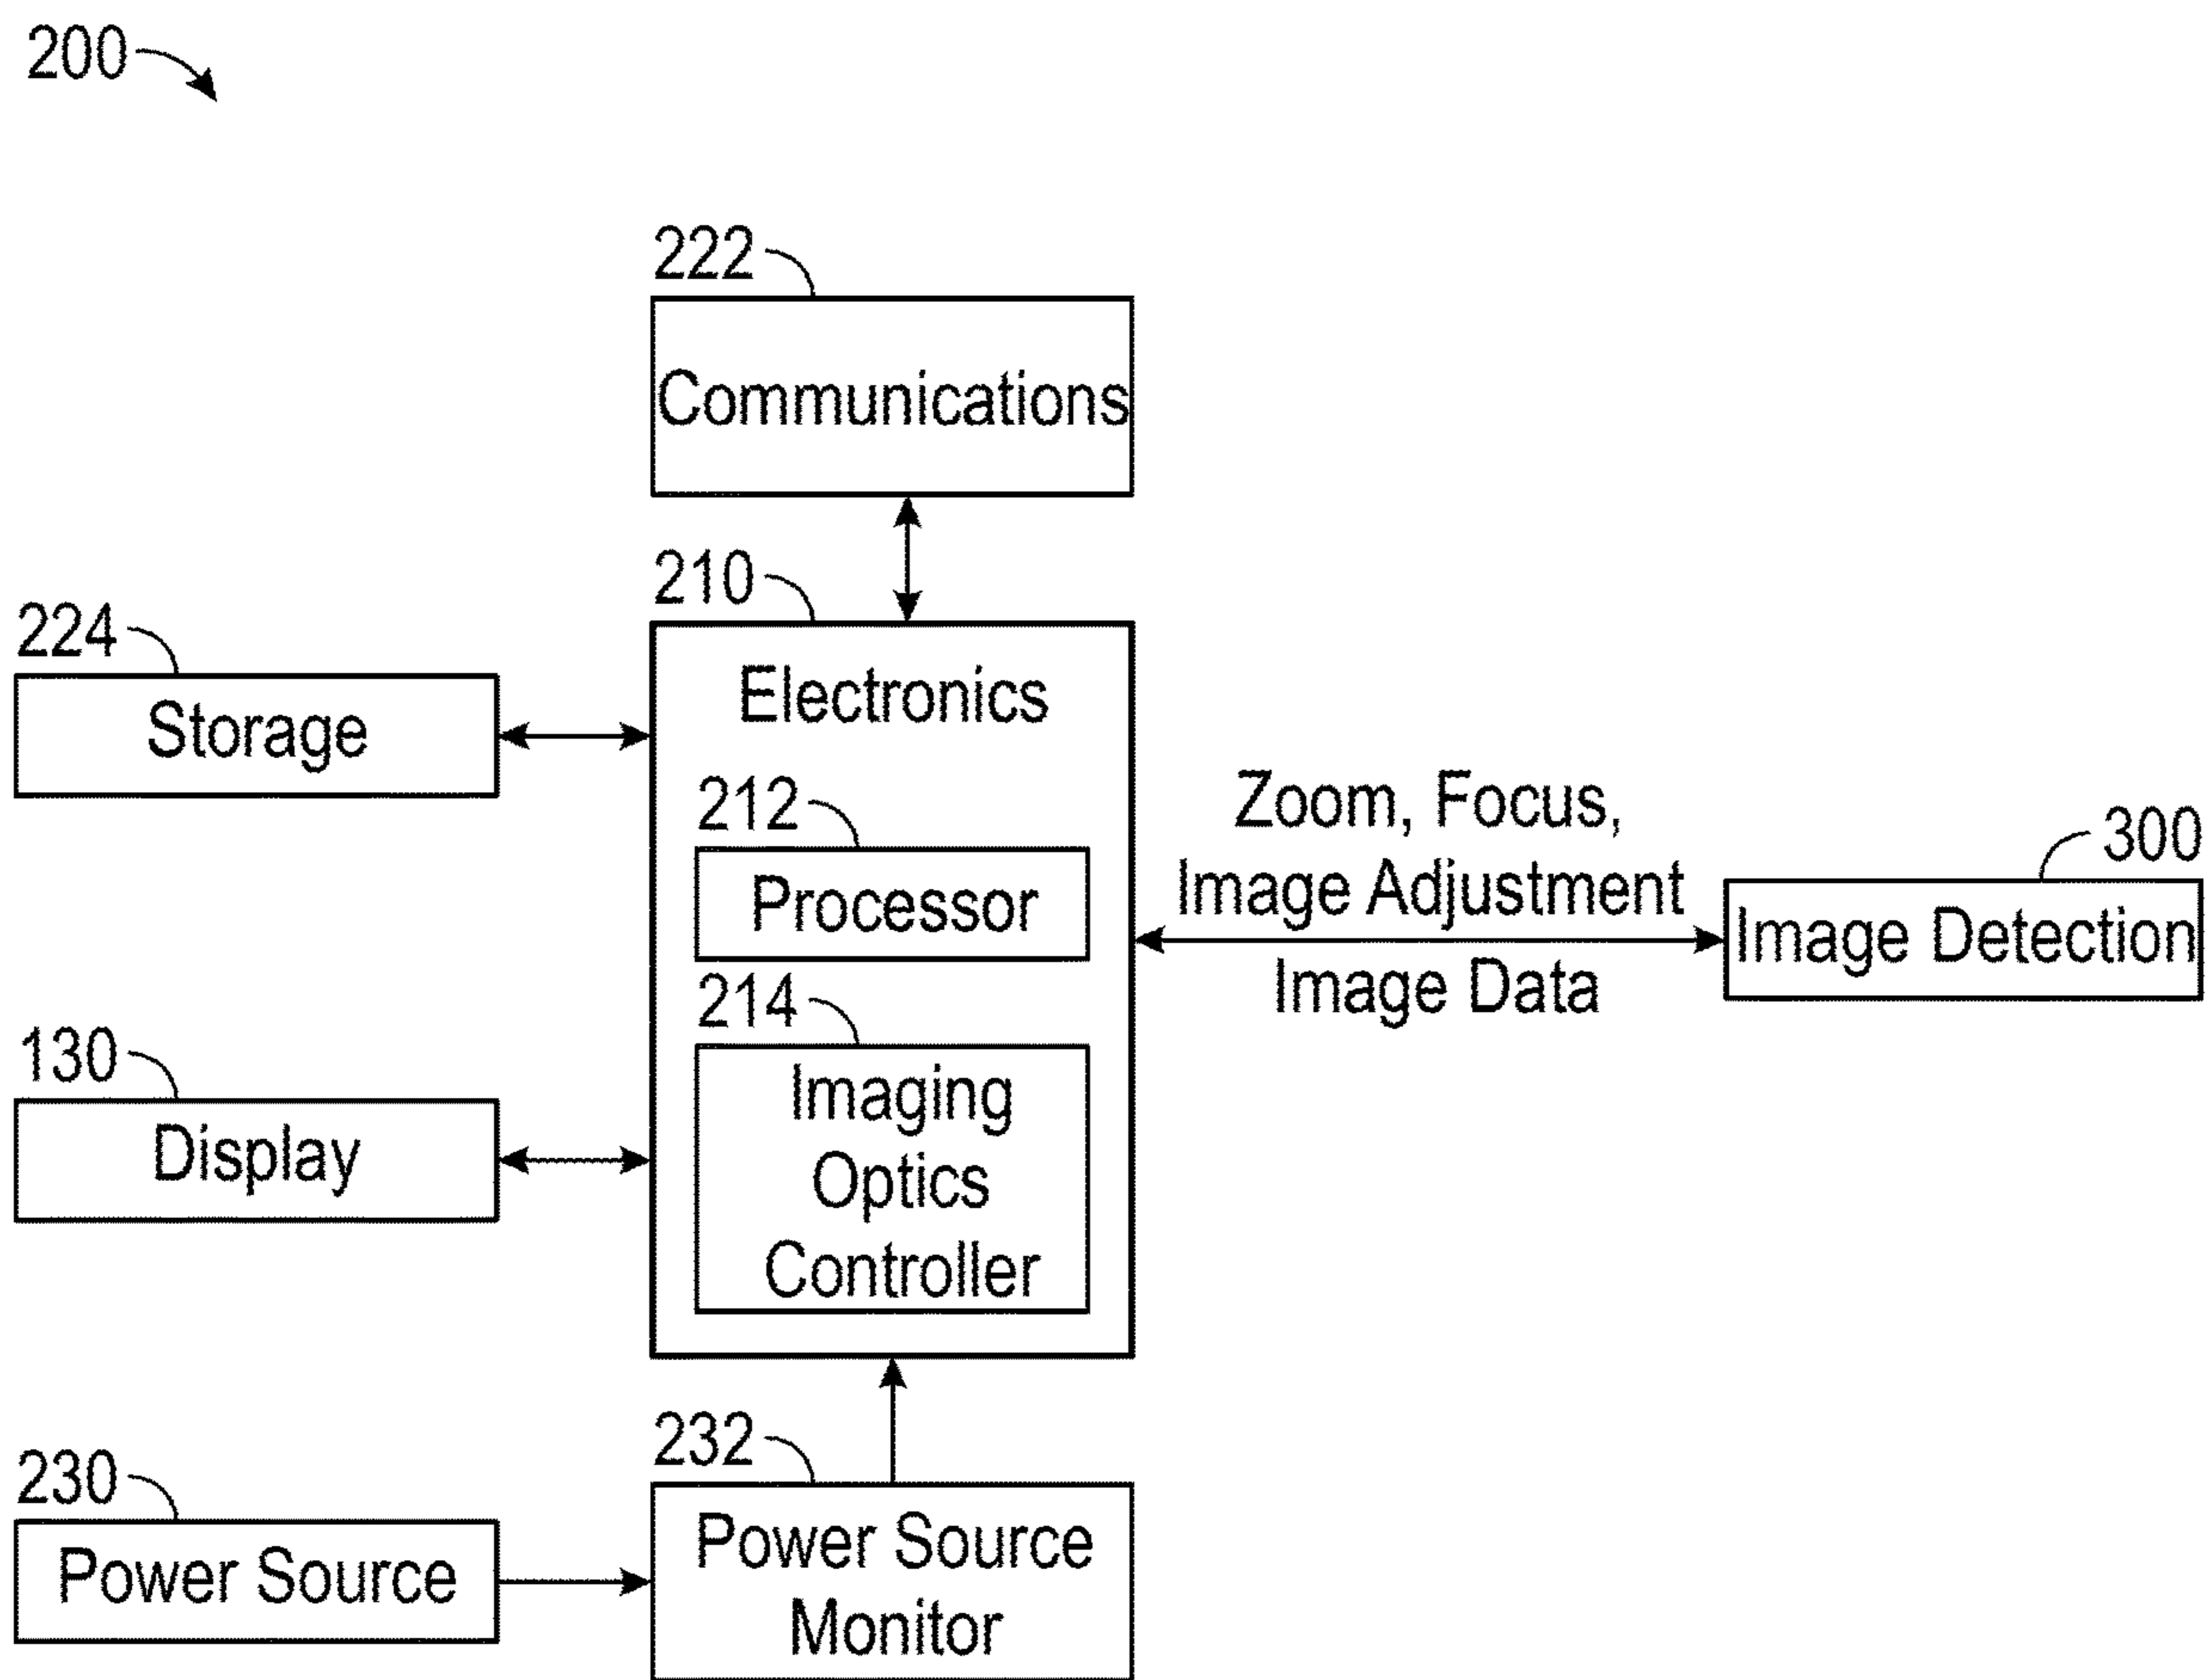 200
222
Communications
210
224
Storage
Electronics
212
Processor
Zoom, Focus,
Image Adjustment
Image Data
300
Image Detection
214
Imaging
Optics
Controller
130
Display
232
Power Source
Monitor
230
Power Source